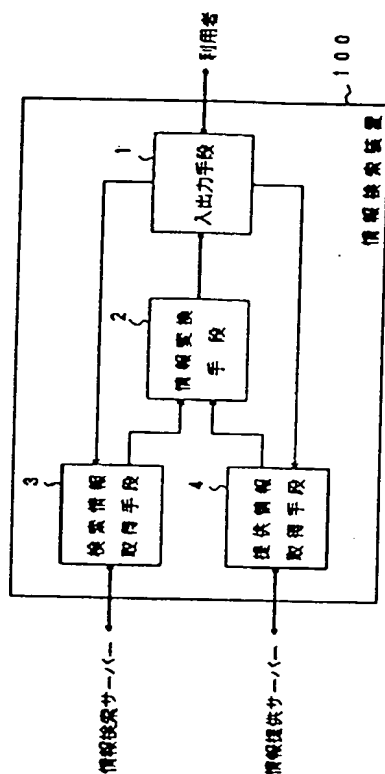 情報検索サーバー
情報提供サーバー
3
検索情報
取得手段
4
提供情報
取得手段
2
情報変換
手段
1
入出力手段
利用者
100
情報検索装置